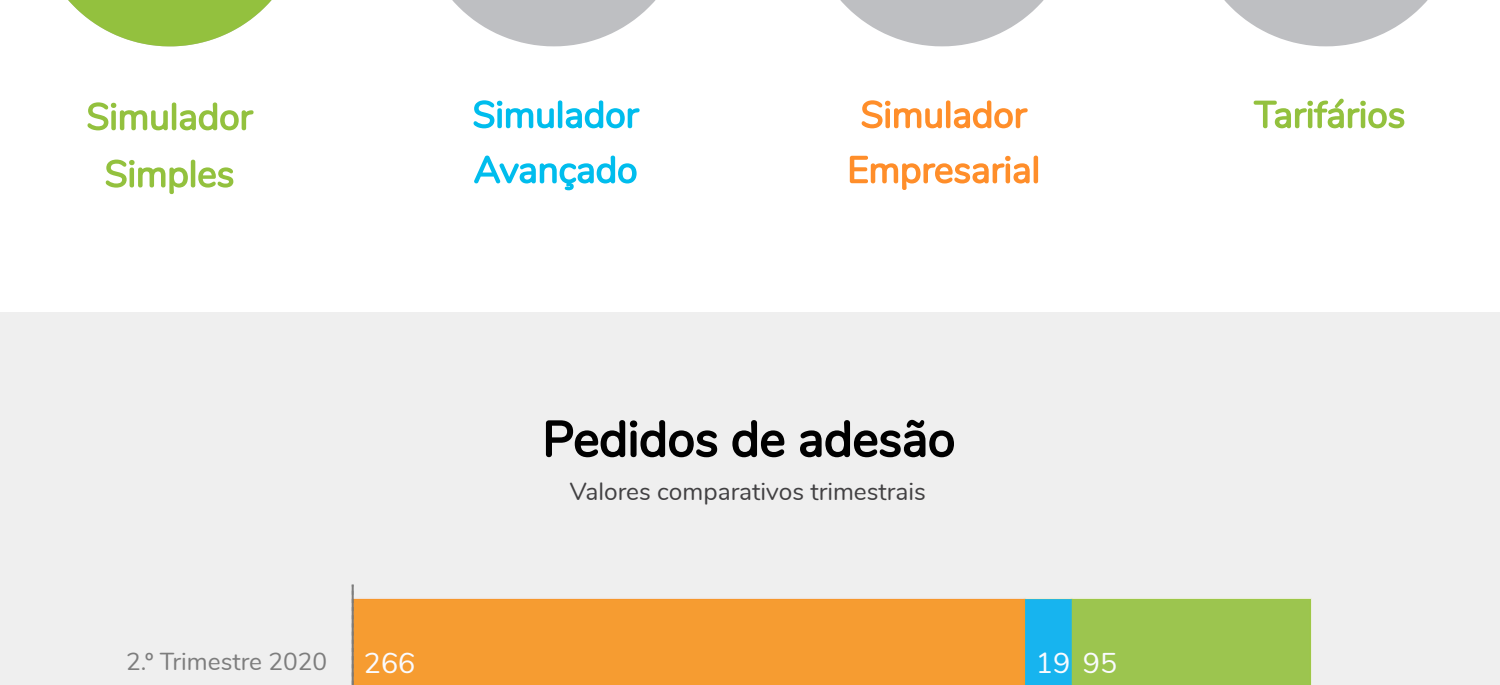 Simulador
Simples
Simulador
Avançado
Simulador
Empresarial
Tarifários
Pedidos de adesão
Valores comparativos trimestrais
2.º Trimestre 2020
266
19
95